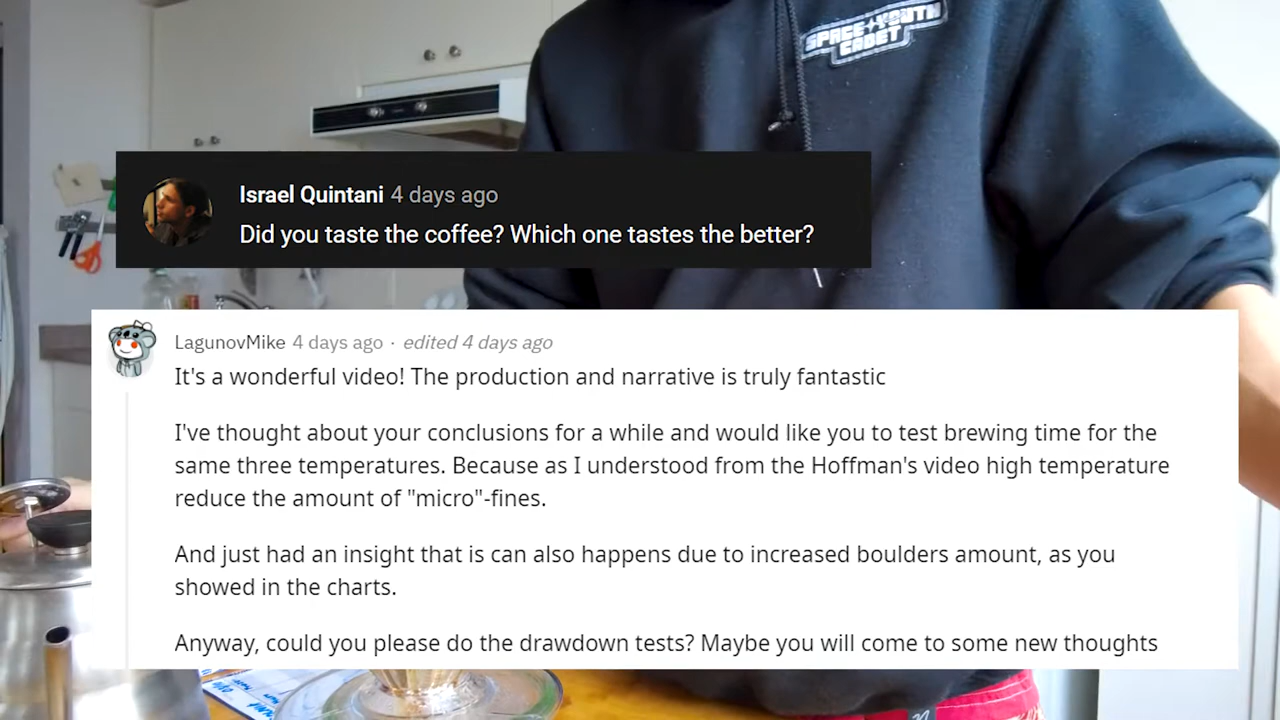 SPACE YOUTH
CADET
Israel Quintani 4 days ago
Did you taste the coffee? Which one tastes the better?
LagunovMike 4 days ago · edited 4 days ago
It's a wonderful video! The production and narrative is truly fantastic
I've thought about your conclusions for a while and would like you to test brewing time for the
same three temperatures. Because as I understood from the Hoffman's video high temperature
reduce the amount of "micro"-fines.
And just had an insight that is can also happens due to increased boulders amount, as you
showed in the charts.
Anyway, could you please do the drawdown tests? Maybe you will come to some new thoughts